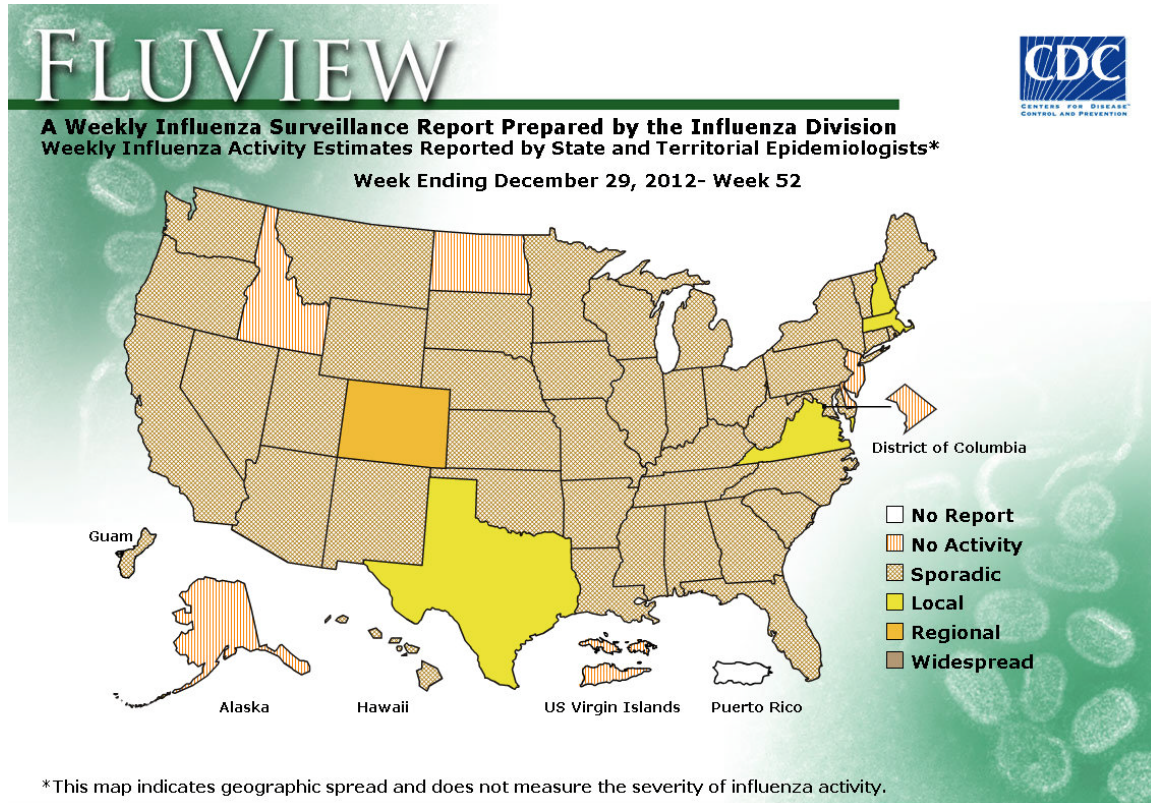 FLUVIEW
CDC
CENTERS FOR DISEASE™
CONTROL AND PREVENTION
A Weekly Influenza Surveillance Report Prepared by the Influenza Division
Weekly Influenza Activity Estimates Reported by State and Territorial Epidemiologists*
Week Ending December 29, 2012- Week 52
District of Columbia
No Report
Guam
No Activity
Sporadic
Local
Regional
Widespread
Alaska
Hawaii
US Virgin Islands
Puerto Rico
*This map indicates geographic spread and does not measure the severity of influenza activity.